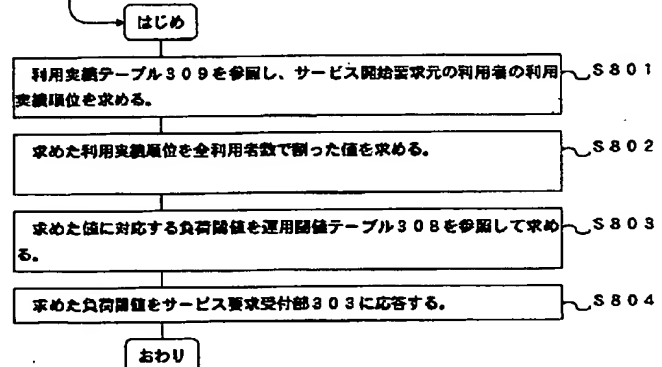 はじめ
利用実績テーブル309を参照し、サービス開始要求元の利用者の利用
実績順位を求める。
S801
求めた利用実績順位を全利用者数で割った値を求める。
S802
求めた値に対応する負荷閾値を運用閾値テーブル308を参照して求め
る。
S803
求めた負荷閾値をサービス要求受付部303に応答する。
S804
おわり